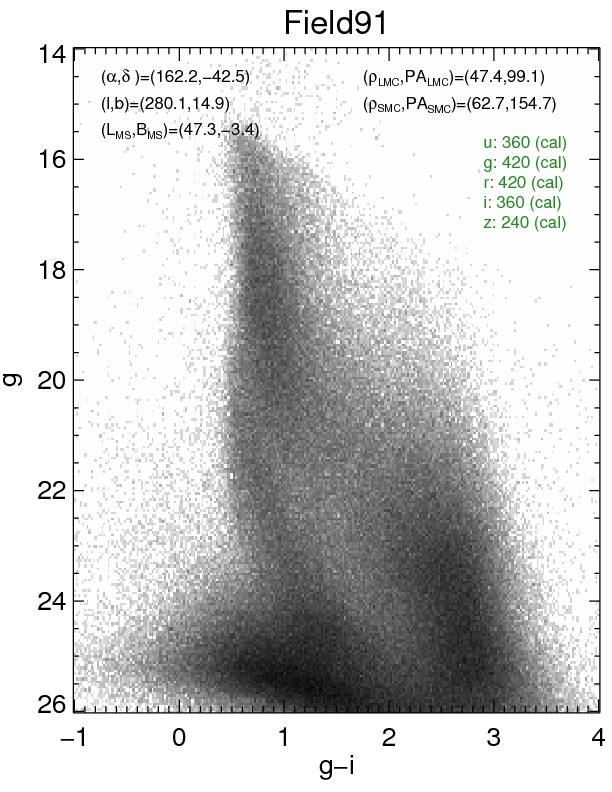 Field91
(α,δ )=(162.2,−42.5)
(ρLMC,PALMC)=(47.4,99.1)
(l,b)=(280.1,14.9)
(ρSMC,PASMC)=(62.7,154.7)
(LMS,BMS)=(47.3,−3.4)
u: 360 (cal)
g: 420 (cal)
r: 420 (cal)
i: 360 (cal)
z: 240 (cal)
14
16
18
20
22
24
26
g
−1 0 1 2 3 4
g−i